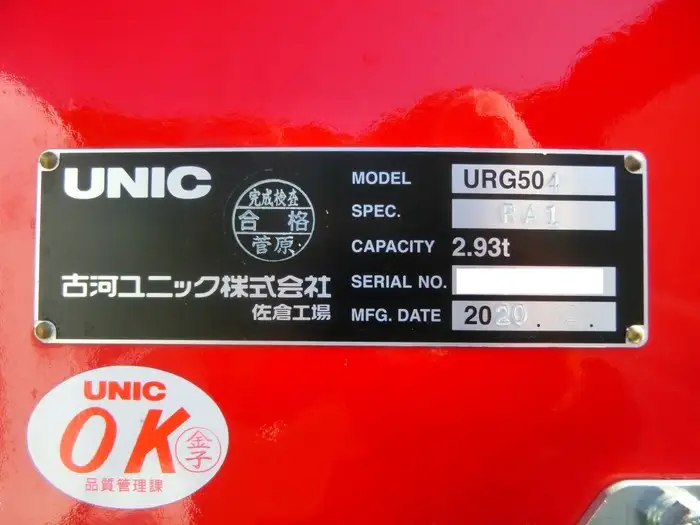 UNIC
完成検査
合格
菅原
古河ユニック株式会社
佐倉工場
MODEL URG504
SPEC. RA1
CAPACITY 2.93t
SERIAL NO.
MFG. DATE 2020.
UNIC
OK
金子
品質管理課